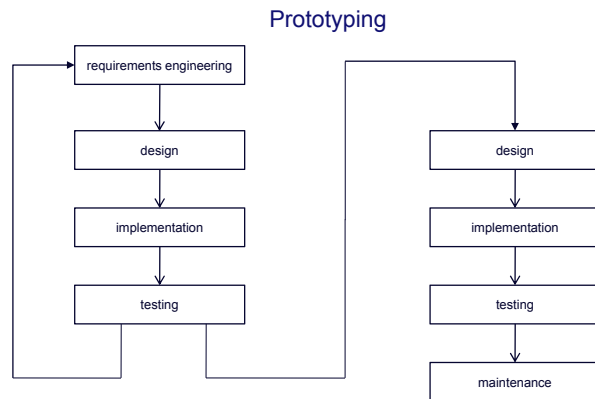 Prototyping
requirements engineering
design
implementation
testing
design
implementation
testing
maintenance